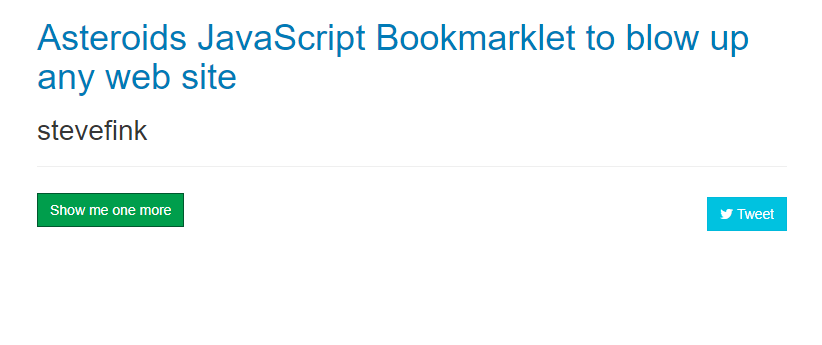 Asteroids JavaScript Bookmarklet to blow up
any web site
stevefink
Show me one more
Tweet